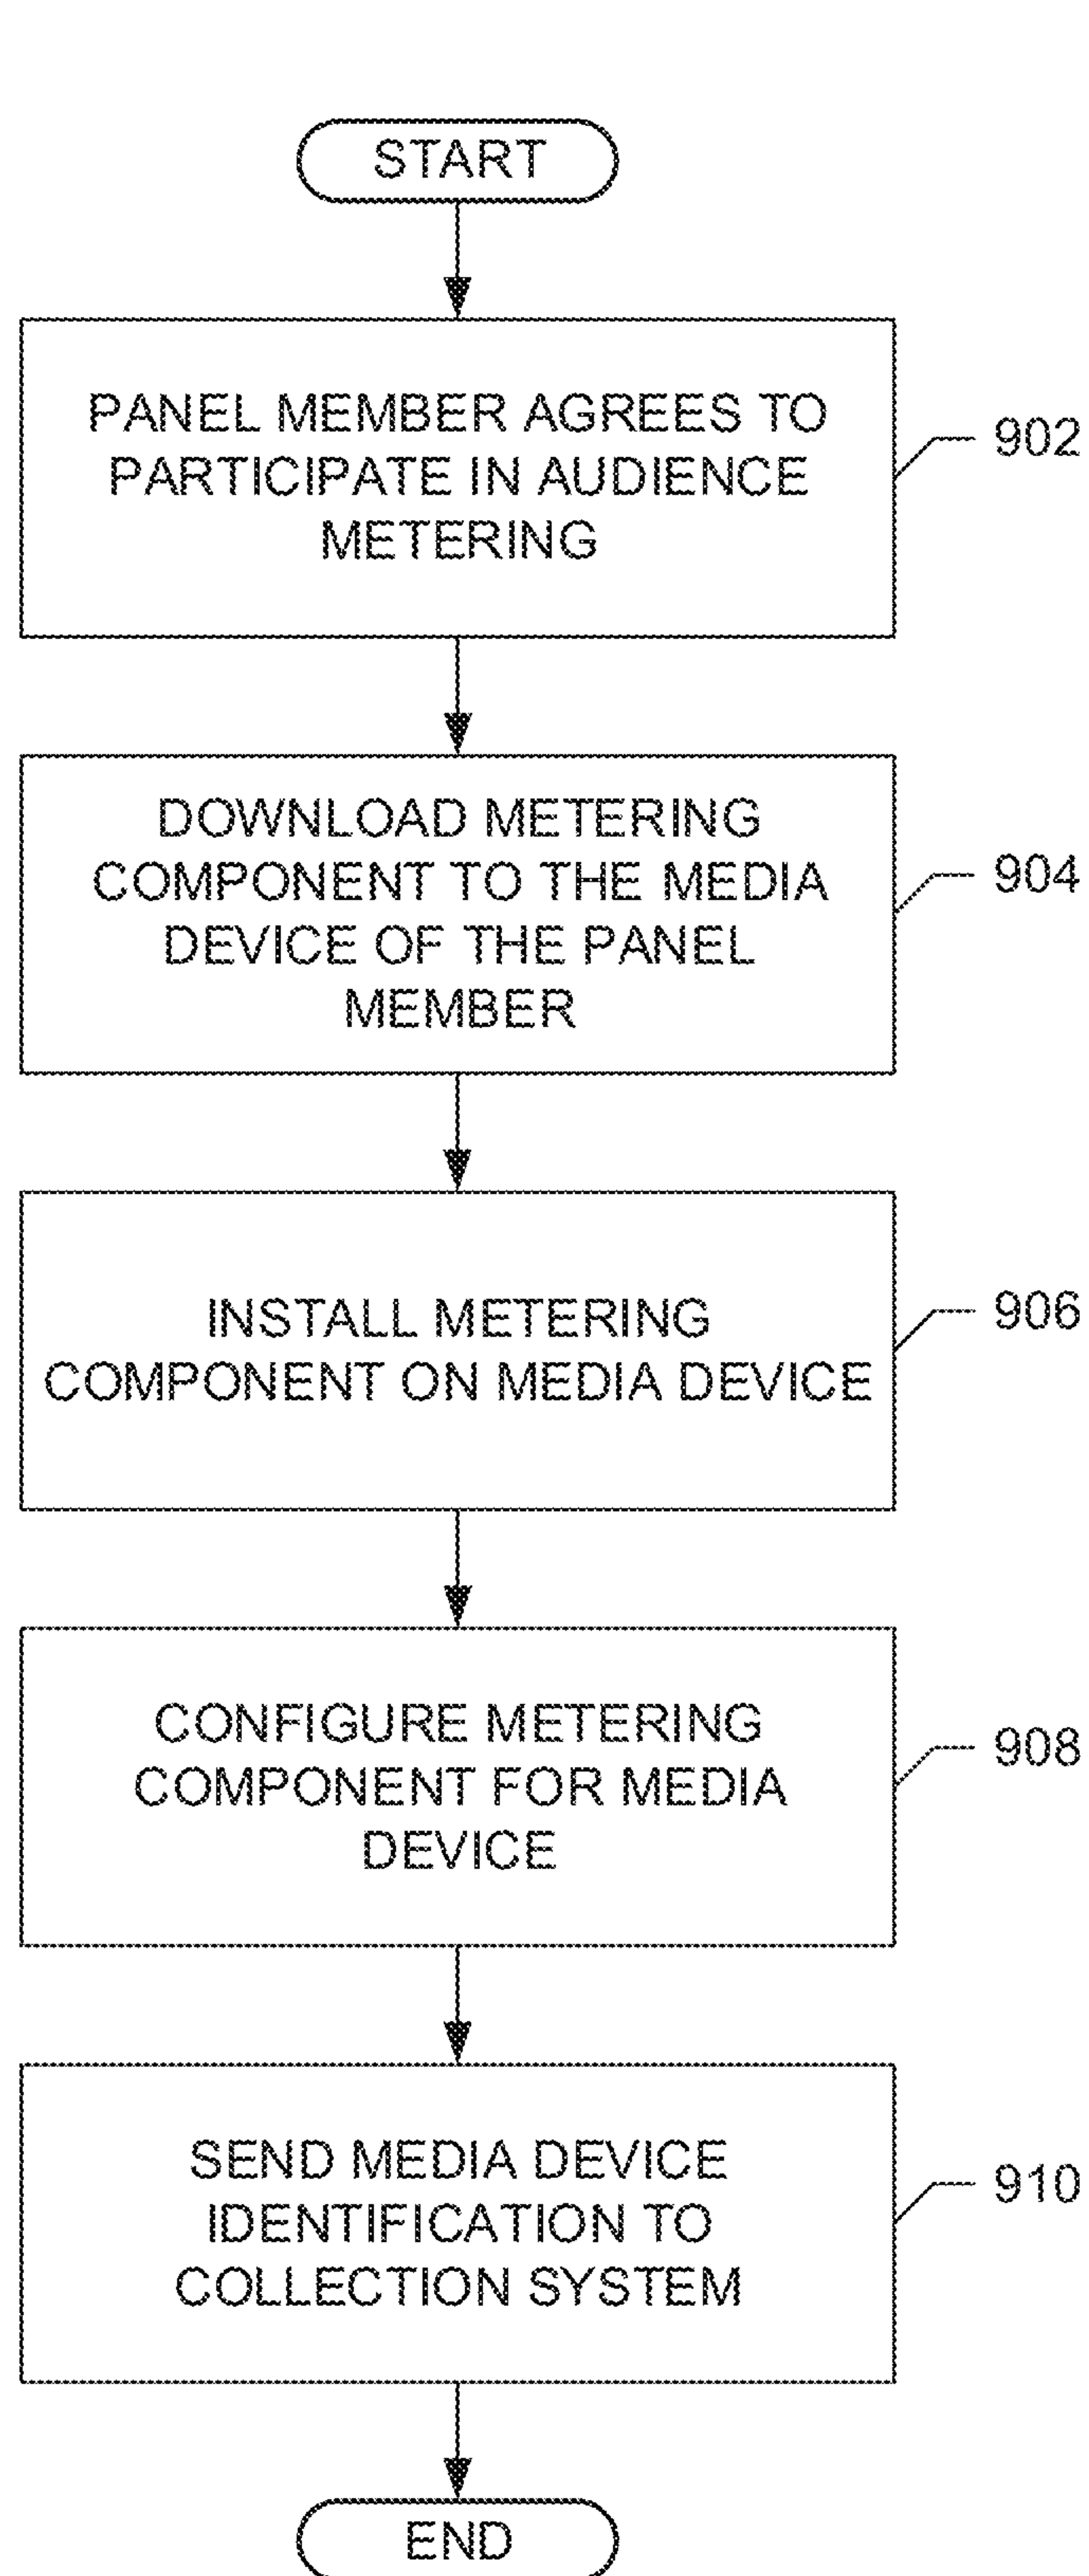 START
PANEL MEMBER AGREES TO
PARTICIPATE IN AUDIENCE
METERING
902
DOWNLOAD METERING
COMPONENT TO THE MEDIA
DEVICE OF THE PANEL
MEMBER
904
INSTALL METERING
COMPONENT ON MEDIA DEVICE
906
CONFIGURE METERING
COMPONENT FOR MEDIA
DEVICE
908
SEND MEDIA DEVICE
IDENTIFICATION TO
COLLECTION SYSTEM
910
END